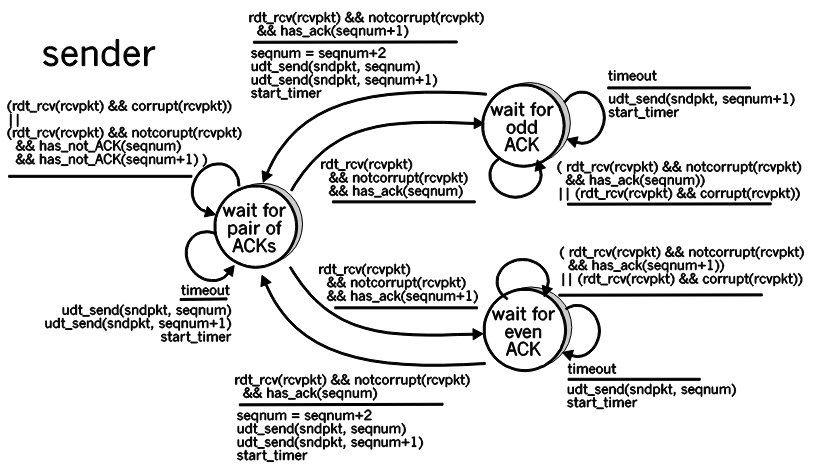 rdt_rcv(rcvpkt) && notcorrupt(rcvpkt)
&& has_ack(seqnum+1)
seqnum = seqnum+2
udt_send(sndpkt, seqnum)
udt_send(sndpkt, seqnum+1)
start_timer
sender
(rdt_rcv(rcvpkt) && corrupt(rcvpkt))
||
(rdt_rcv(rcvpkt) && notcorupt(rcvpkt)
&& has_not_ACK(seqnum)
&& has_not_ACK(seqnum+1) )
timeout
udt_send(sndpkt, seqnum+1)
start_timer
wait for
odd
ACK
rdt_rcv(rcvpkt)
&& notcorrupt(rcvpkt)
&& has_ack(seqnum)
( rdt_rcv(rcvpkt) && notcorrupt(rcvpkt)
&& has_ack(seqnum))
|| (rdt_rcv(rcvpkt) && corrupt(rcvpkt))
wait for
pair of
ACKs
timeout
udt_send(sndpkt, seqnum)
udt_send(sndpkt, seqnum+1)
start_timer
rdt_rcv(rcvpkt)
&& notcorrupt(rcvpkt)
&& has_ack(seqnum+1)
( rdt_rcv(rcvpkt) && notcorrupt(rcvpkt)
&& has_ack(seqnum+1))
|| (rdt_rcv(rcvpkt) && corrupt(rcvpkt))
wait for
even
ACK
timeout
udt_send(sndpkt, seqnum)
start_timer
rdt_rcv(rcvpkt) && notcorrupt(rcvpkt)
&& has_ack(seqnum)
seqnum = seqnum+2
udt_send(sndpkt, seqnum)
udt_send(sndpkt, seqnum+1)
start_timer